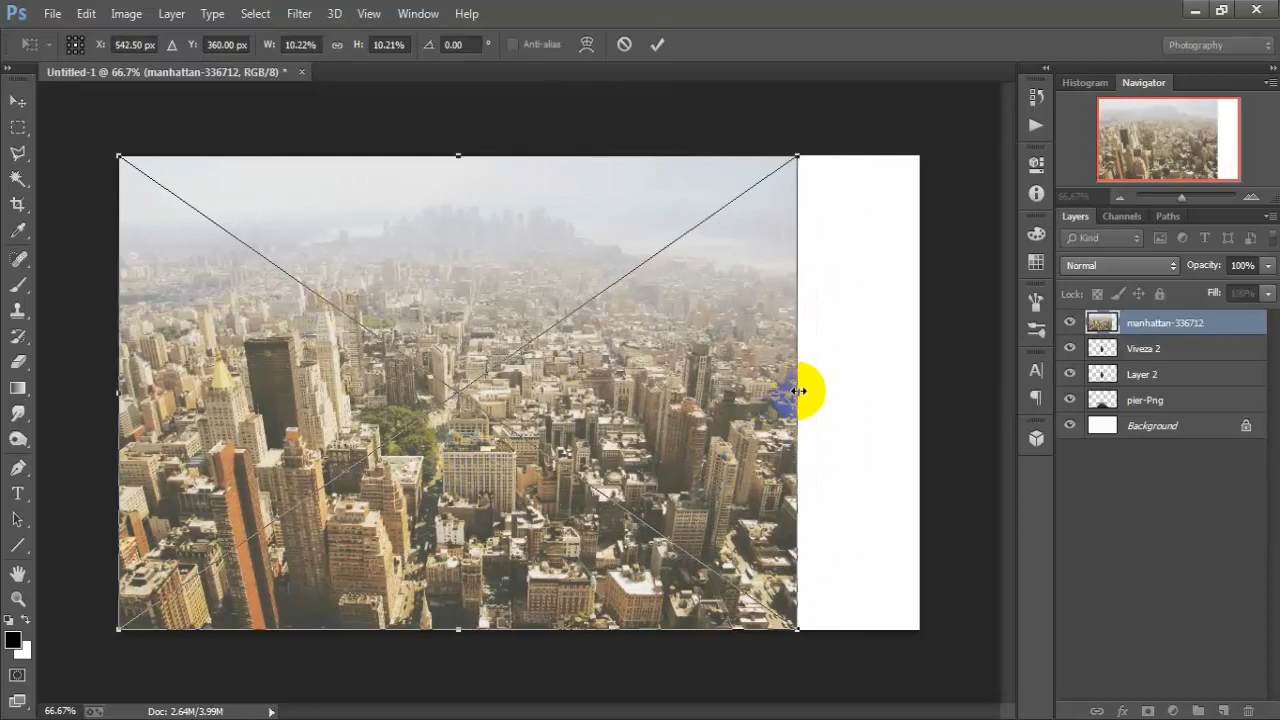 Ps File Edit Image Layer Type Select Filter 3D View Window Help
X: 542.50 px Y: 360.00 px W: 10.22% H: 10.21% 0.00 ° Anti-alias Photography
Untitled-1 @ 66.7% (manhattan-336712, RGB/8) * ×
Histogram Navigator
66.67%
Layers Channels Paths
Kind
Normal Opacity: 100%
Lock: Fill: 100%
manhattan-336712
Viveza 2
Layer 2
pier-Png
Background
66.67% Doc: 2.64M/3.99M